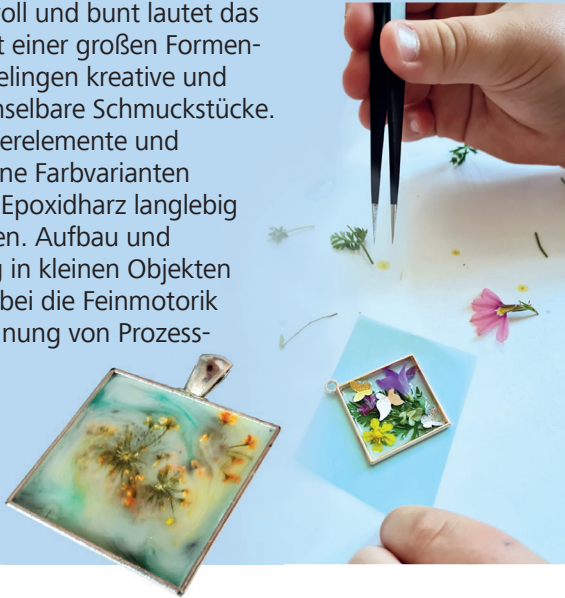 voll und bunt lautet das
t einer großen Formen-
elingen kreative und
nselbare Schmuckstücke.
erelemente und
ne Farbvarianten
Epoxidharz langlebig
en. Aufbau und
g in kleinen Objekten
bei die Feinmotorik
nung von Prozess-